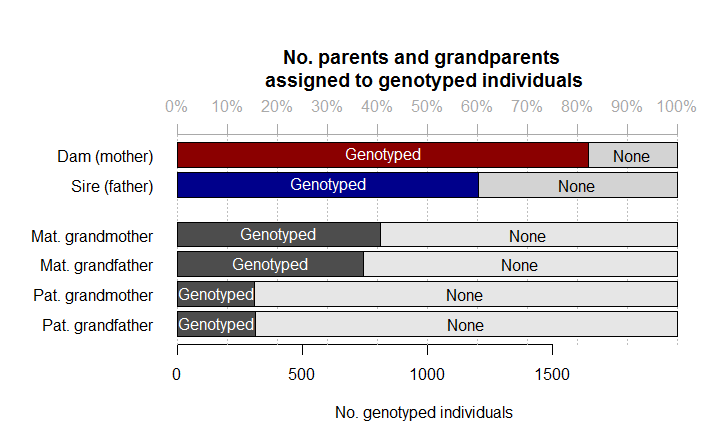 No. parents and grandparents
assigned to genotyped individuals
0% 10% 20% 30% 40% 50% 60% 70% 80% 90% 100%
Dam (mother) Genotyped None
Sire (father) Genotyped None
Mat. grandmother Genotyped None
Mat. grandfather Genotyped None
Pat. grandmother Genotyped None
Pat. grandfather Genotyped None
0 500 1000 1500
No. genotyped individuals